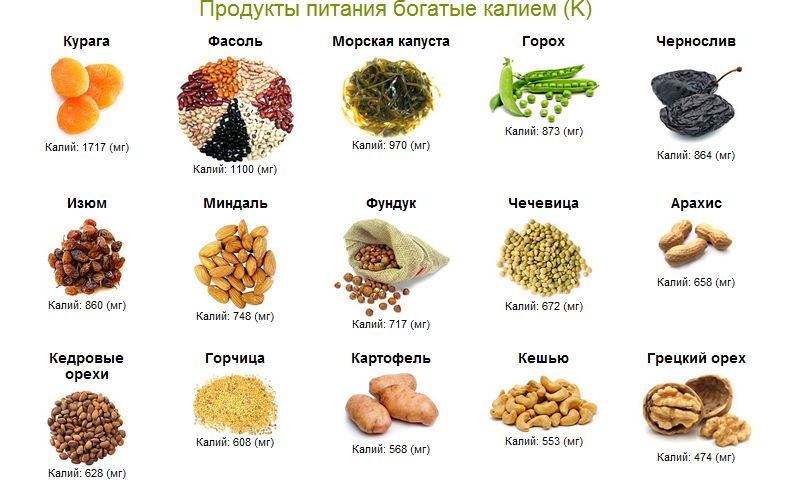 Продукты питания богатые калием (K)
Курага
Фасоль
Морская капуста
Горох
Чернослив
Калий: 1717 (мг)
Калий: 1100 (мг)
Калий: 970 (мг)
Калий: 873 (мг)
Калий: 864 (мг)
Изюм
Миндаль
Фундук
Чечевица
Арахис
Калий: 860 (мг)
Калий: 748 (мг)
Калий: 717 (мг)
Калий: 672 (мг)
Калий: 658 (мг)
Кедровые
орехи
Горчица
Картофель
Кешью
Грецкий орех
Калий: 628 (мг)
Калий: 608 (мг)
Калий: 568 (мг)
Калий: 553 (мг)
Калий: 474 (мг)